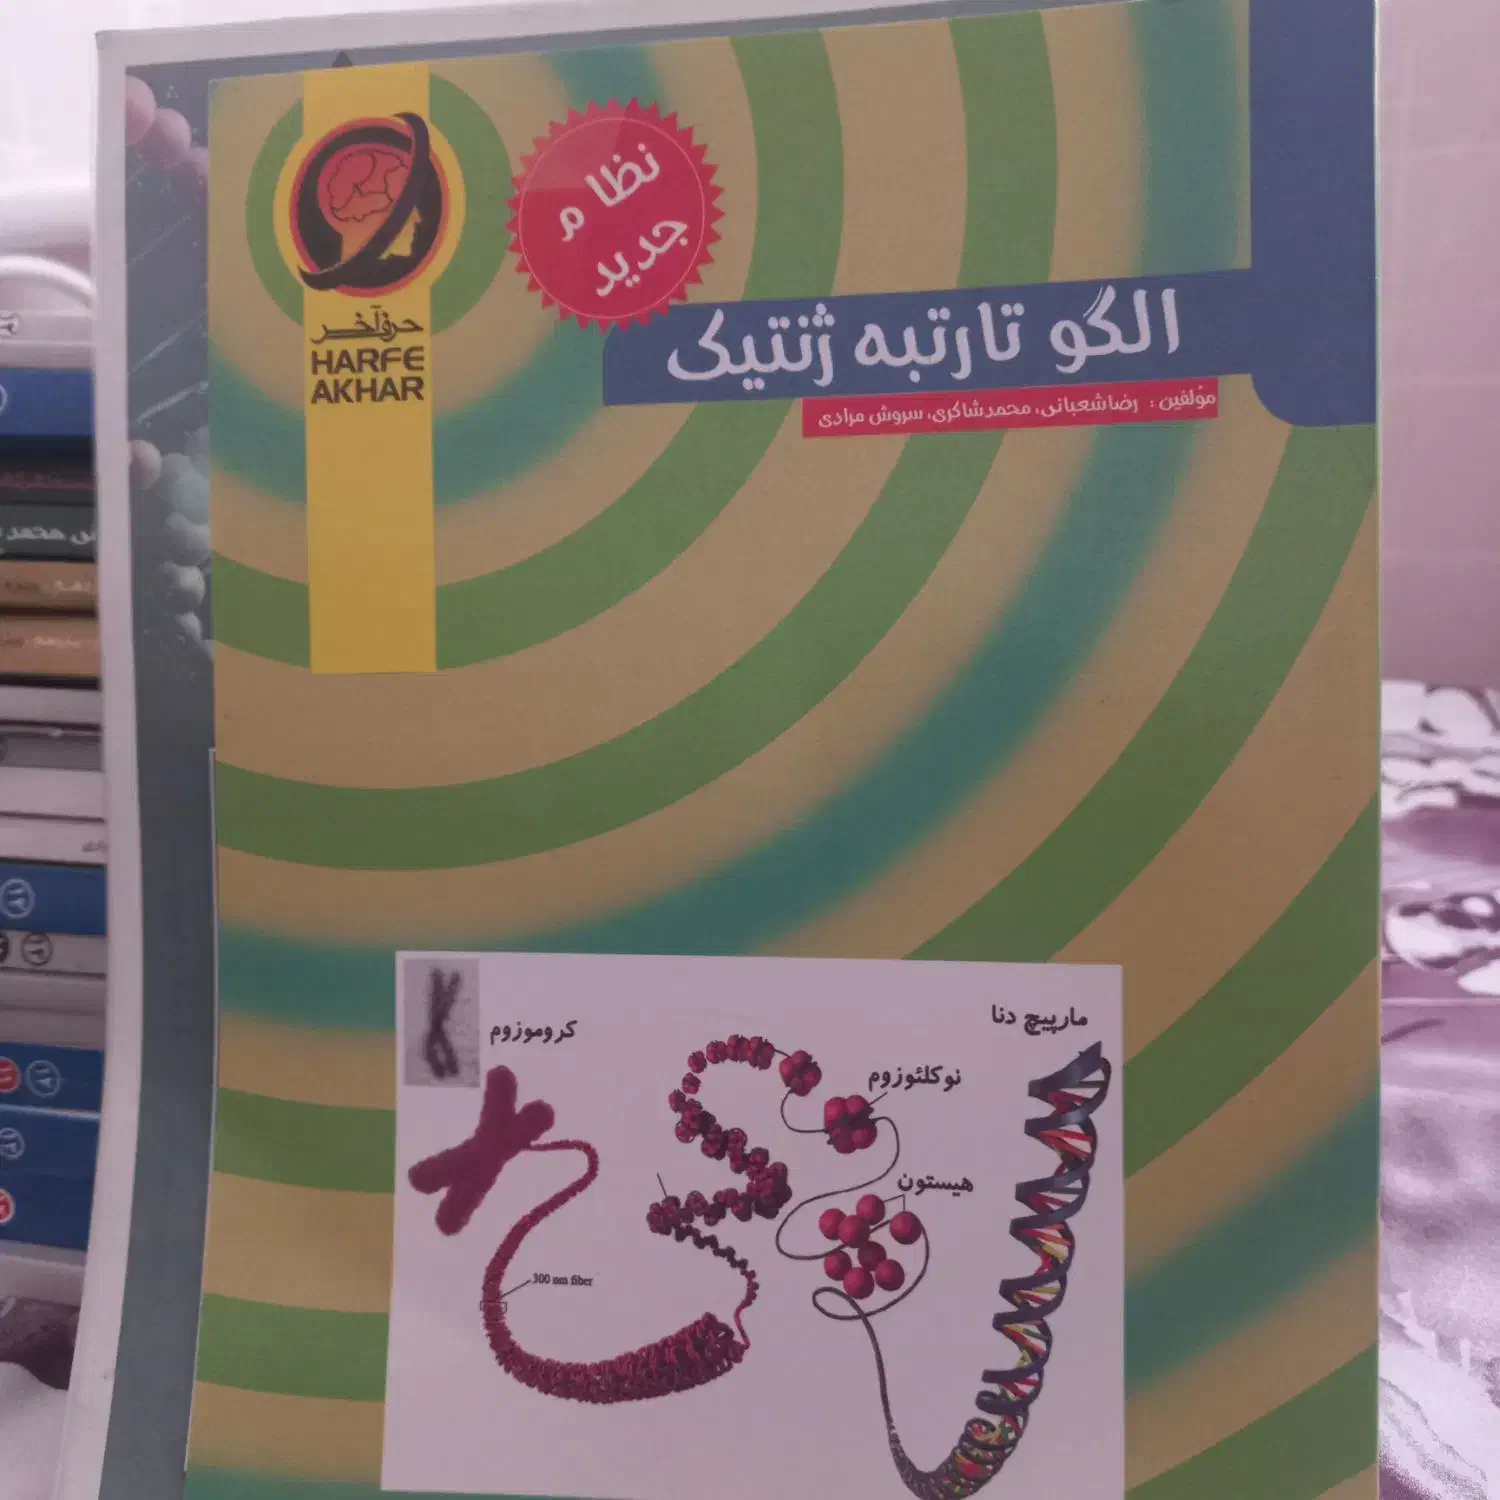 نظام
جدید
حرف آخر
HARFE
AKHAR
الگو تا رتبه ژنتیک
مؤلفین: رضا شعبانی، محمد شاکری، سروش مرادی
کروموزوم
مارپیچ دنا
نوکلئوزوم
هیستون
300 nm fiber